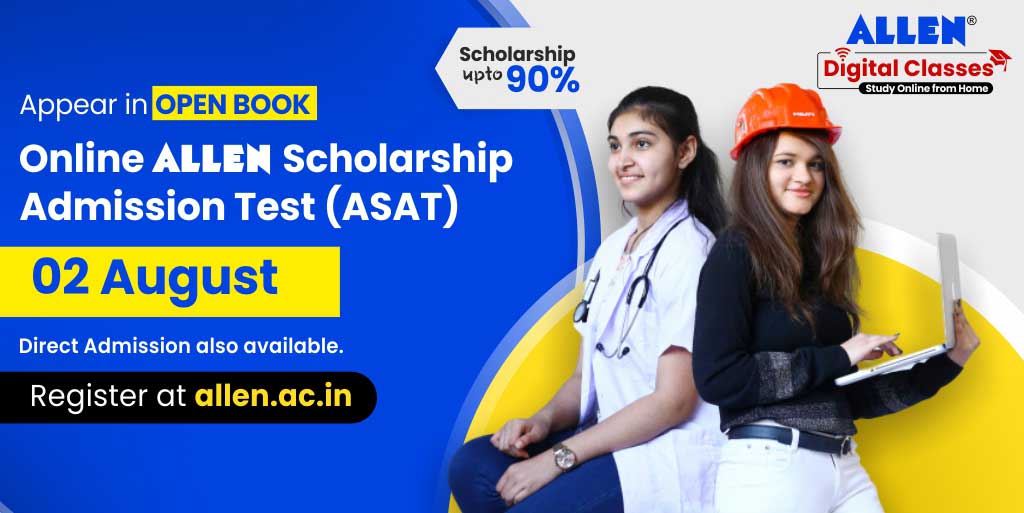 Scholarship
upto 90%
ALLEN®
Digital Classes
Study Online from Home
Appear in OPEN BOOK
Online ALLEN Scholarship
Admission Test (ASAT)
02 August
Direct Admission also available.
Register at allen.ac.in